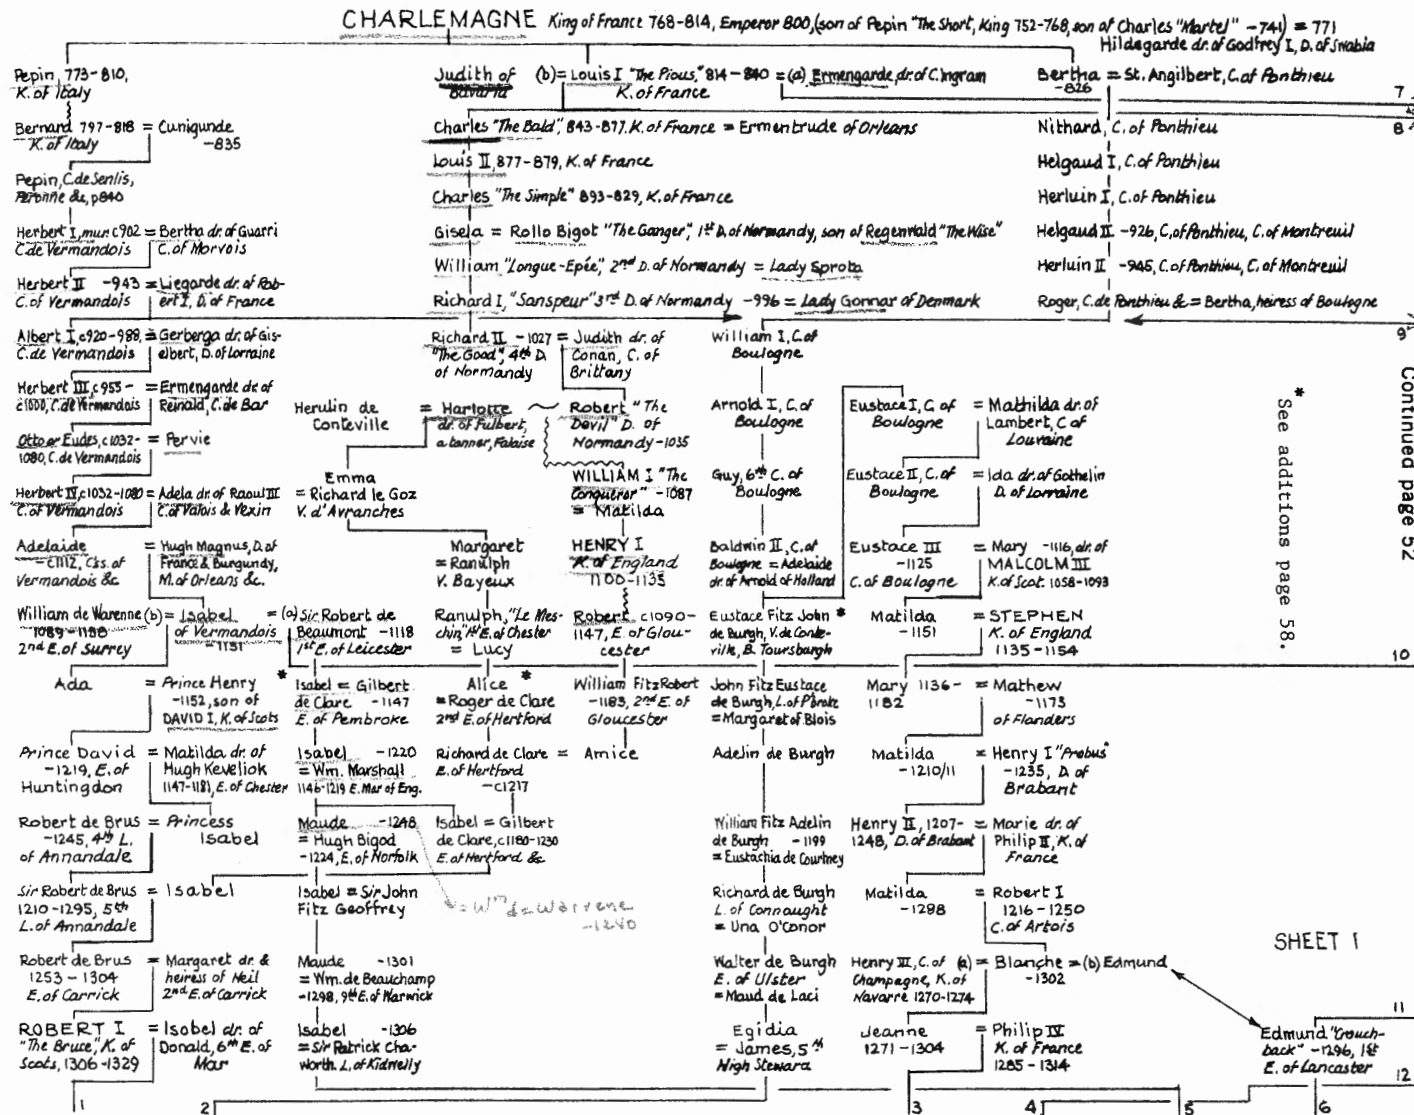 CHARLEMAGNE King of France 768-814, Emperor 800, (son of Pepin "The Short, King 752-768, son of Charles "Martel" -741) = 771
Hildegarde dr. of Godfrey I, D. of Swabia
Pepin, 773-810,
K. of Italy
Judith of
Bavaria
(b) = Louis I "The Pious," 814-840 = (a) Ermengarde, dr. of C. Ingram
K. of France
Bertha = St. Angilbert, C. of Ponthieu
-826
7
Bernard 797-818 = Cunigunde
K. of Italy -835
Charles "The Bald", 843-877, K. of France = Ermentrude of Orleans
Nithard, C. of Ponthieu
8
Louis II, 877-879, K. of France
Helgaud I, C. of Ponthieu
Pepin, C. de Senlis,
Peronne &c, p840
Charles "The Simple" 893-829, K. of France
Herluin I, C. of Ponthieu
Herbert I, mur. c902 = Bertha dr. of Guarri
C. de Vermandois C. of Morvois
Gisela = Rollo Bigot "The Ganger", 1st D. of Normandy, son of Regenwald "The Wise"
Helgaud II -926, C. of Ponthieu, C. of Montreuil
Herbert II -943 = Liegarde dr. of Rob-
C. of Vermandois ert I, D. of France
William "Longue-Epée," 2nd D. of Normandy = Lady Sprota
Herluin II -945, C. of Ponthieu, C. of Montreuil
Richard I, "Sanspeur" 3rd D. of Normandy -996 = Lady Gonnar of Denmark
Roger, C. de Ponthieu & = Bertha, heiress of Boulogne
Albert I, c920-988, = Gerberga dr. of Gis-
C. de Vermandois elbert, D. of Lorraine
Richard II -1027 = Judith dr. of
"The Good", 4th D. Conan, C. of
of Normandy Brittany
William I, C. of
Boulogne
9
Continued page 52
* See additions page 58.
Herbert III, c955- = Ermengarde dr. of
c1000, C. de Vermandois Reinald, C. de Bar
Herulin de = Harlotte
Conteville dr. of Fulbert,
a tanner, Falaise
Robert "The
Devil" D. of
Normandy -1035
Arnold I, C. of
Boulogne
Eustace I, C. of = Mathilda dr. of
Boulogne Lambert, C. of
Louvaine
Otto or Eudes, c1032- = Pervie
1080, C. de Vermandois
Emma
= Richard le Goz
V. d'Avranches
WILLIAM I "The
Conqueror" -1087
= Matilda
Guy, 6th C. of
Boulogne
Eustace II, C. of = Ida dr. of Gothelin
Boulogne D. of Lorraine
Herbert IV, c1032-1080 = Adela dr. of Raoul III
C. of Vermandois C. of Valois & Vexin
Adelaide = Hugh Magnus, D. of
-c1112, C'ss. of France & Burgundy,
Vermandois &c M. of Orleans &c.
Margaret
= Ranulph
V. Bayeux
HENRY I
K. of England
1100-1135
Baldwin II, C. of
Boulogne = Adelaide
dr. of Arnold of Holland
Eustace III = Mary -1116, dr. of
-1125 MALCOLM III
C. of Boulogne K. of Scot. 1058-1093
William de Warenne (b) = Isabel = (a) Sir Robert de
1089-1138 of Vermandois Beaumont -1118
2nd E. of Surrey -1131 1st E. of Leicester
Ranulph, "Le Mes-
chin," 1st E. of Chester
= Lucy
Robert c1090-
1147, E. of Glou-
cester
Eustace Fitz John *
de Burgh, V. de Conte-
ville, B. Toursburgh
Matilda = STEPHEN
-1151 K. of England
1135-1154
10
Ada = Prince Henry
-1152, son of
DAVID I, K. of Scots
* Isabel = Gilbert
de Clare -1147
E. of Pembroke
Alice *
= Roger de Clare
2nd E. of Hertford
William FitzRobert
-1183, 2nd E. of
Gloucester
John Fitz Eustace
de Burgh, L. of Pbroke
= Margaret of Blois
Mary 1136- = Mathew
1182 -1173
of Flanders
Prince David = Matilda dr. of
-1219, E. of Hugh Keveliok
Huntingdon 1147-1181, E. of Chester
Isabel -1220
= Wm. Marshall
1146-1219 E. Mar of Eng.
Richard de Clare = Amice
E. of Hertford
-c1217
Adelin de Burgh
Matilda = Henry I "Probus"
-1210/11 -1235, D. of
Brabant
Robert de Brus = Princess
-1245, 4th L. Isabel
of Annandale
Maude -1248
= Hugh Bigod
-1224, E. of Norfolk
Isabel = Gilbert
de Clare, c1180-1230
E. of Hertford &c
William Fitz Adelin
de Burgh -1199
= Eustachia de Courtney
Henry II, 1207- = Marie dr. of
1248, D. of Brabant Philip II, K. of
France
Sir Robert de Brus = Isabel
1210-1295, 5th
L. of Annandale
Isabel = Sir John
Fitz Geoffrey
= Wm de Warrene
-1240
Richard de Burgh
L. of Connaught
= Una O'Conor
Matilda = Robert I
-1288 1216-1250
C. of Artois
SHEET I
Robert de Brus = Margaret dr. &
1253-1304 heiress of Neil
E. of Carrick 2nd E. of Carrick
Maude -1301
= Wm. de Beauchamp
-1298, 9th E. of Warwick
Walter de Burgh
E. of Ulster
= Maud de Laci
Henry III, C. of (a) = Blanche = (b) Edmund
Champagne, K. of -1302
Navarre 1270-1274
11
ROBERT I = Isobel dr. of
"The Bruce", K. of Donald, 6th E. of
Scots, 1306-1329 Mar
Isabel -1306
= Sir Patrick Cha-
worth. L. of Kidwelly
Egidia
= James, 5th
High Steward
Jeanne = Philip IV
1271-1304 K. of France
1285-1314
Edmund "Crouch-
back" -1296, 1st
E. of Lancaster
12
1 2 3 4 5 6